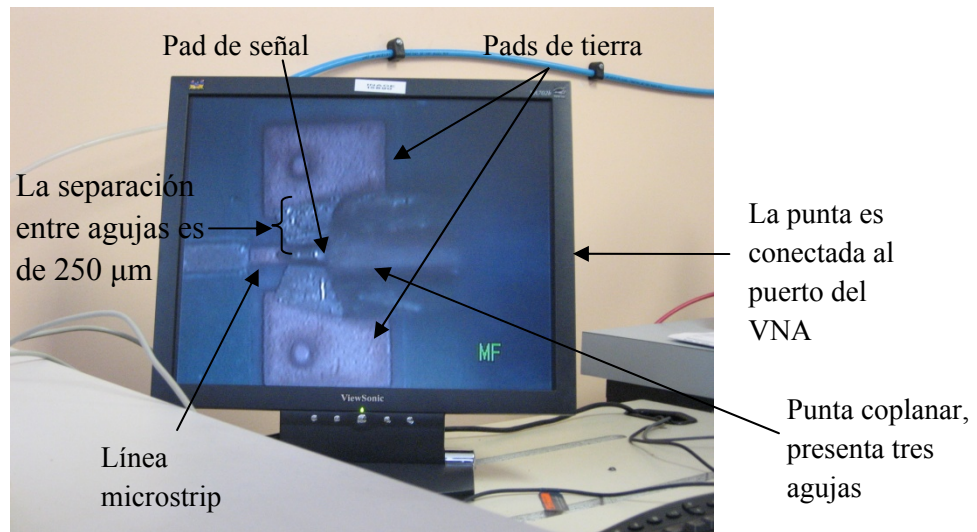 Pad de señal
Pads de tierra
La separación
entre agujas es
de 250 μm
La punta es
conectada al
puerto del
VNA
MF
ViewSonic
Línea
microstrip
Punta coplanar,
presenta tres
agujas